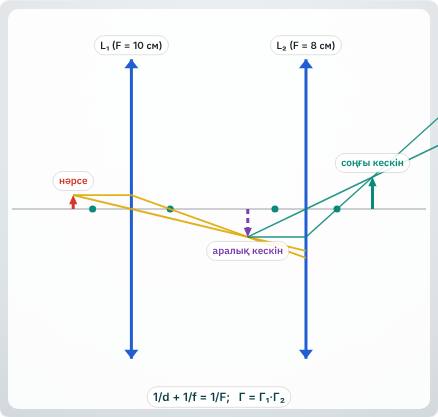 L₁ (F = 10 см)
L₂ (F = 8 см)
соңғы кескін
нәрсе
аралық кескін
1/d + 1/f = 1/F; Γ = Γ₁·Γ₂